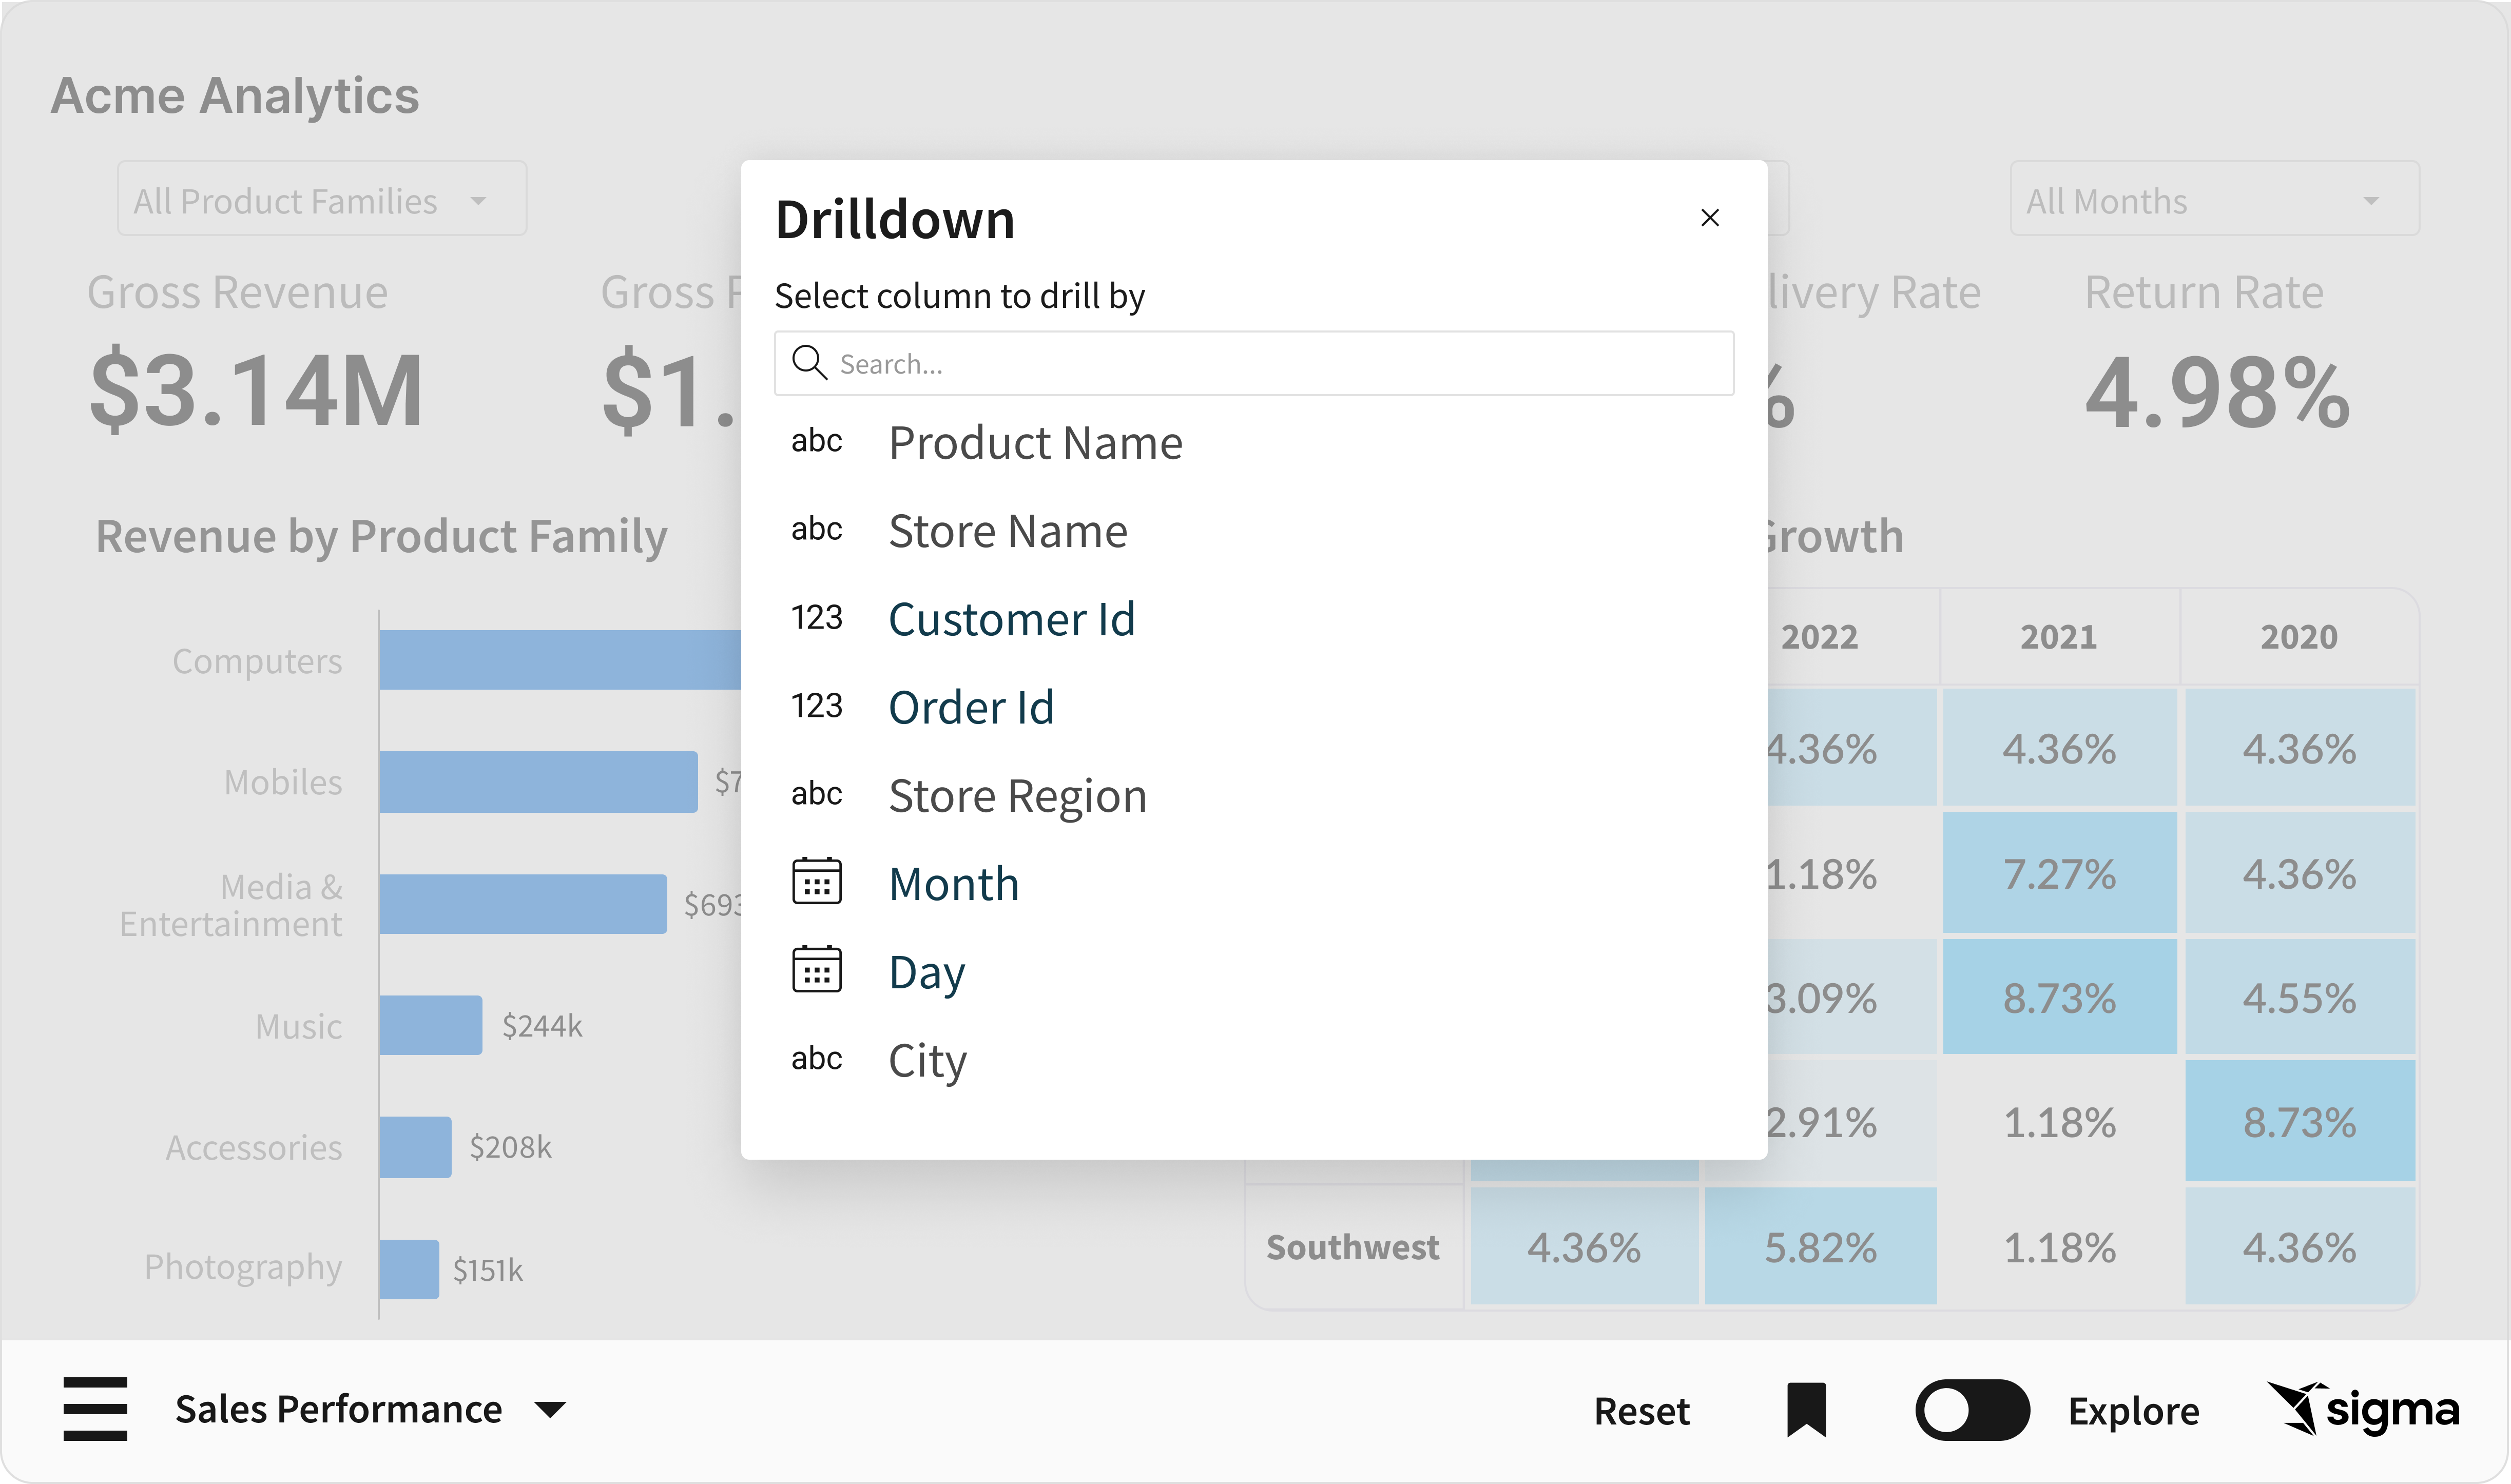 Acme Analytics
All Product Families
All Months
Gross Revenue
Gross
Rate
Return Rate
$3.14M
$1.
%
4.98%
Revenue by Product Family
Growth
Computers
Mobiles
$7
Media &
Entertainment
$693
Music
$244k
Accessories
$208k
Photography
$151k
Drilldown
Select column to drill by
Search...
abc Product Name
abc Store Name
123 Customer Id
123 Order Id
abc Store Region
Month
Day
abc City
2022 2021 2020
4.36% 4.36% 4.36%
1.18% 7.27% 4.36%
3.09% 8.73% 4.55%
2.91% 1.18% 8.73%
Southwest 4.36% 5.82% 1.18% 4.36%
Sales Performance
Reset
Explore
sigma